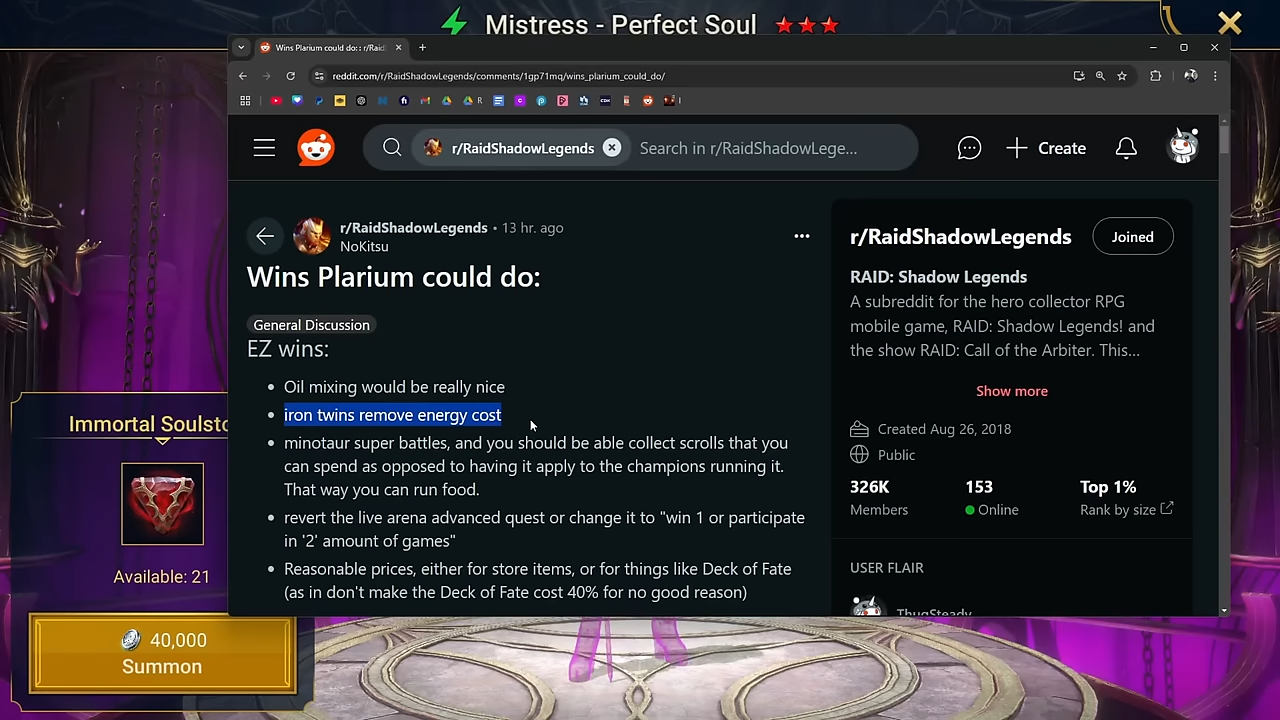 Mistress - Perfect Soul
Wins Plarium could do: : r/Raid
reddit.com/r/RaidShadowLegends/comments/1gp71mq/wins_plarium_could_do/
r/RaidShadowLegends
Search in r/RaidShadowLege...
Create
r/RaidShadowLegends • 13 hr. ago
NoKitsu
Wins Plarium could do:
General Discussion
EZ wins:
• Oil mixing would be really nice
• iron twins remove energy cost
• minotaur super battles, and you should be able collect scrolls that you
can spend as opposed to having it apply to the champions running it.
That way you can run food.
• revert the live arena advanced quest or change it to "win 1 or participate
in '2' amount of games"
• Reasonable prices, either for store items, or for things like Deck of Fate
(as in don't make the Deck of Fate cost 40% for no good reason)
r/RaidShadowLegends
Joined
RAID: Shadow Legends
A subreddit for the hero collector RPG
mobile game, RAID: Shadow Legends! and
the show RAID: Call of the Arbiter. This...
Show more
Created Aug 26, 2018
Public
326K
Members
153
Online
Top 1%
Rank by size
USER FLAIR
ThugSteady
Immortal Soulsto
Available: 21
40,000
Summon